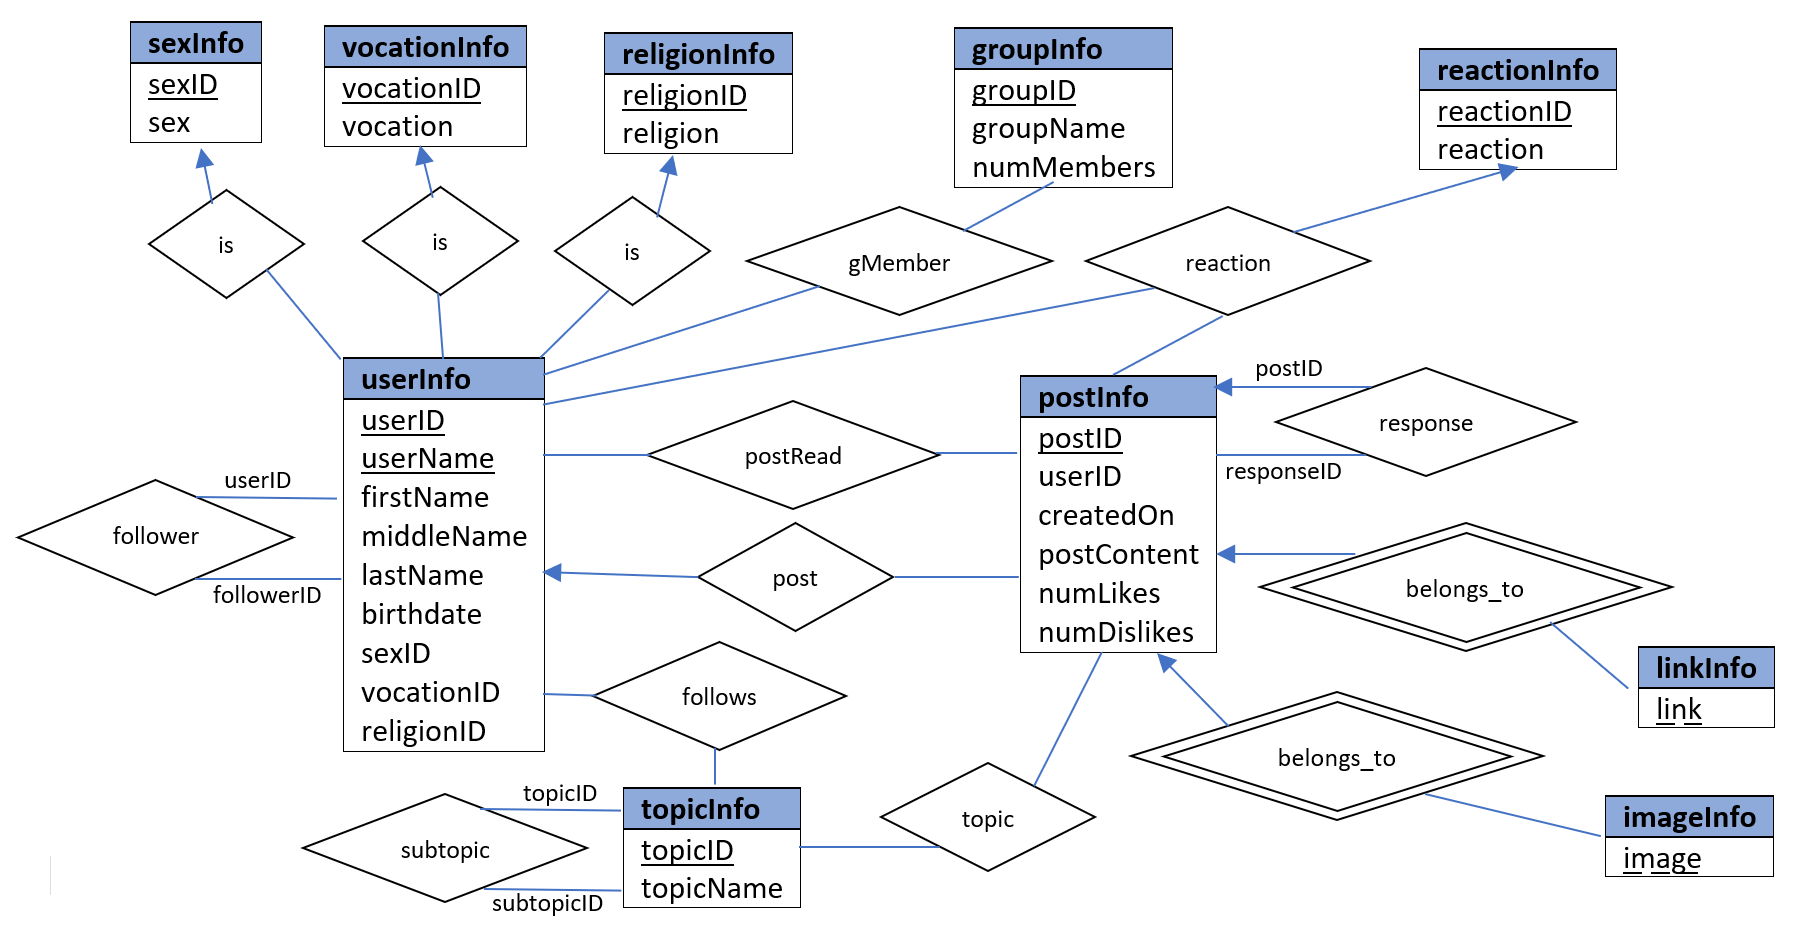 sexInfo
sexID
sex
vocationInfo
vocationID
vocation
religionInfo
religionID
religion
groupInfo
groupID
groupName
numMembers
reactionInfo
reactionID
reaction
is
is
is
gMember
reaction
userInfo
userID
userName
firstName
middleName
lastName
birthdate
sexID
vocationID
religionID
userID
follower
followerID
postRead
post
follows
postInfo
postID
userID
createdOn
postContent
numLikes
numDislikes
postID
response
responseID
belongs_to
linkInfo
link
belongs_to
imageInfo
image
topicID
subtopic
subtopicID
topicInfo
topicID
topicName
topic